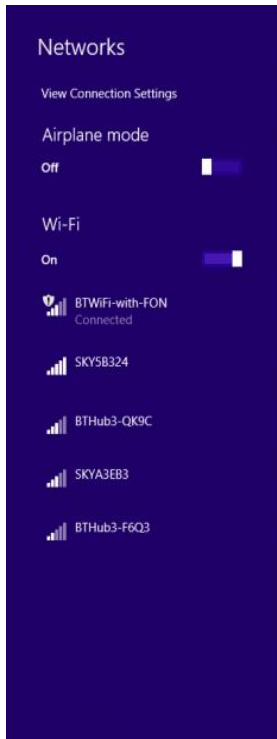 Networks
View Connection Settings
Airplane mode
Off
Wi-Fi
On
BTWiFi-with-FON
Connected
SKY5B324
BTHub3-QK9C
SKYA3EB3
BTHub3-F6Q3